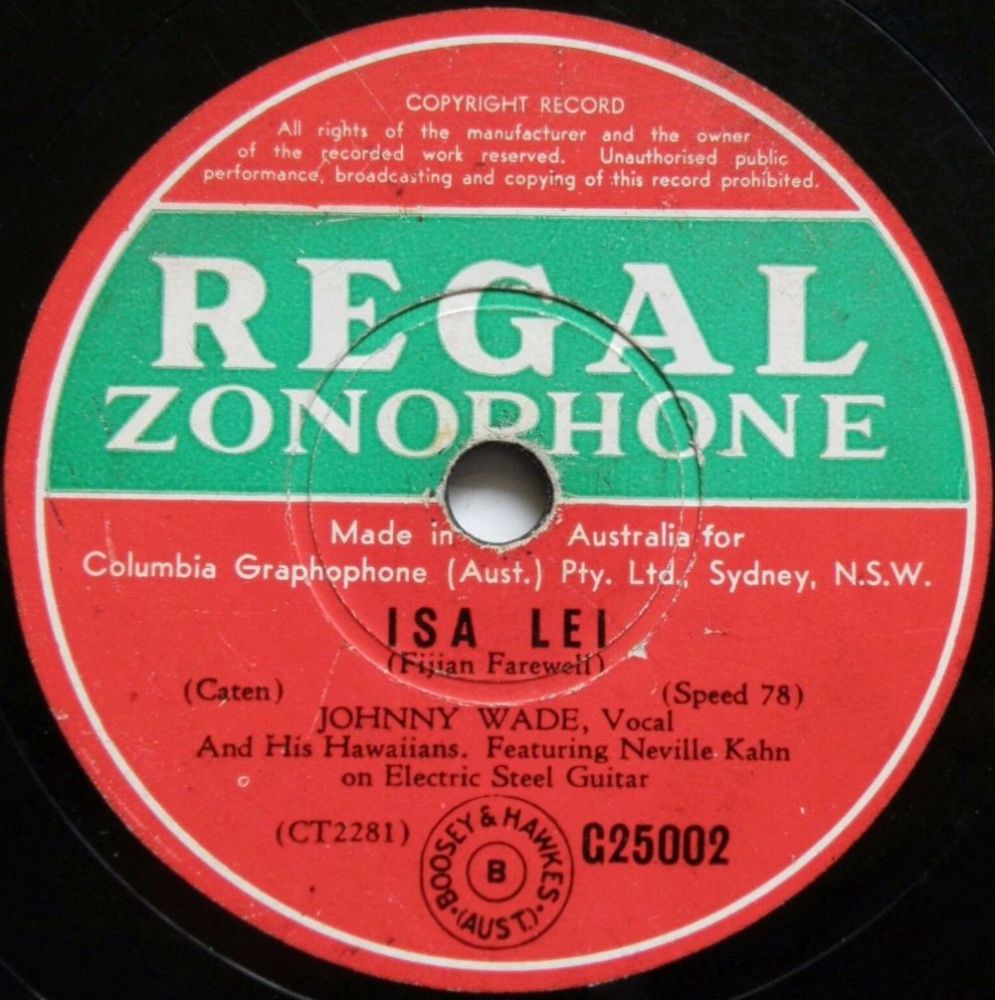 COPYRIGHT RECORD
All rights of the manufacturer and the owner
of the recorded work reserved. Unauthorised public
performance, broadcasting and copying of this record prohibited.
REGAL
ZONOPHONE
Made in Australia for
Columbia Graphophone (Aust.) Pty. Ltd., Sydney, N.S.W.
ISA LEI
(Fijian Farewell)
(Caten) (Speed 78)
JOHNNY WADE, Vocal
And His Hawaiians. Featuring Neville Kahn
on Electric Steel Guitar
(CT2281) BOOSEY & HAWKES (AUST.) B G25002